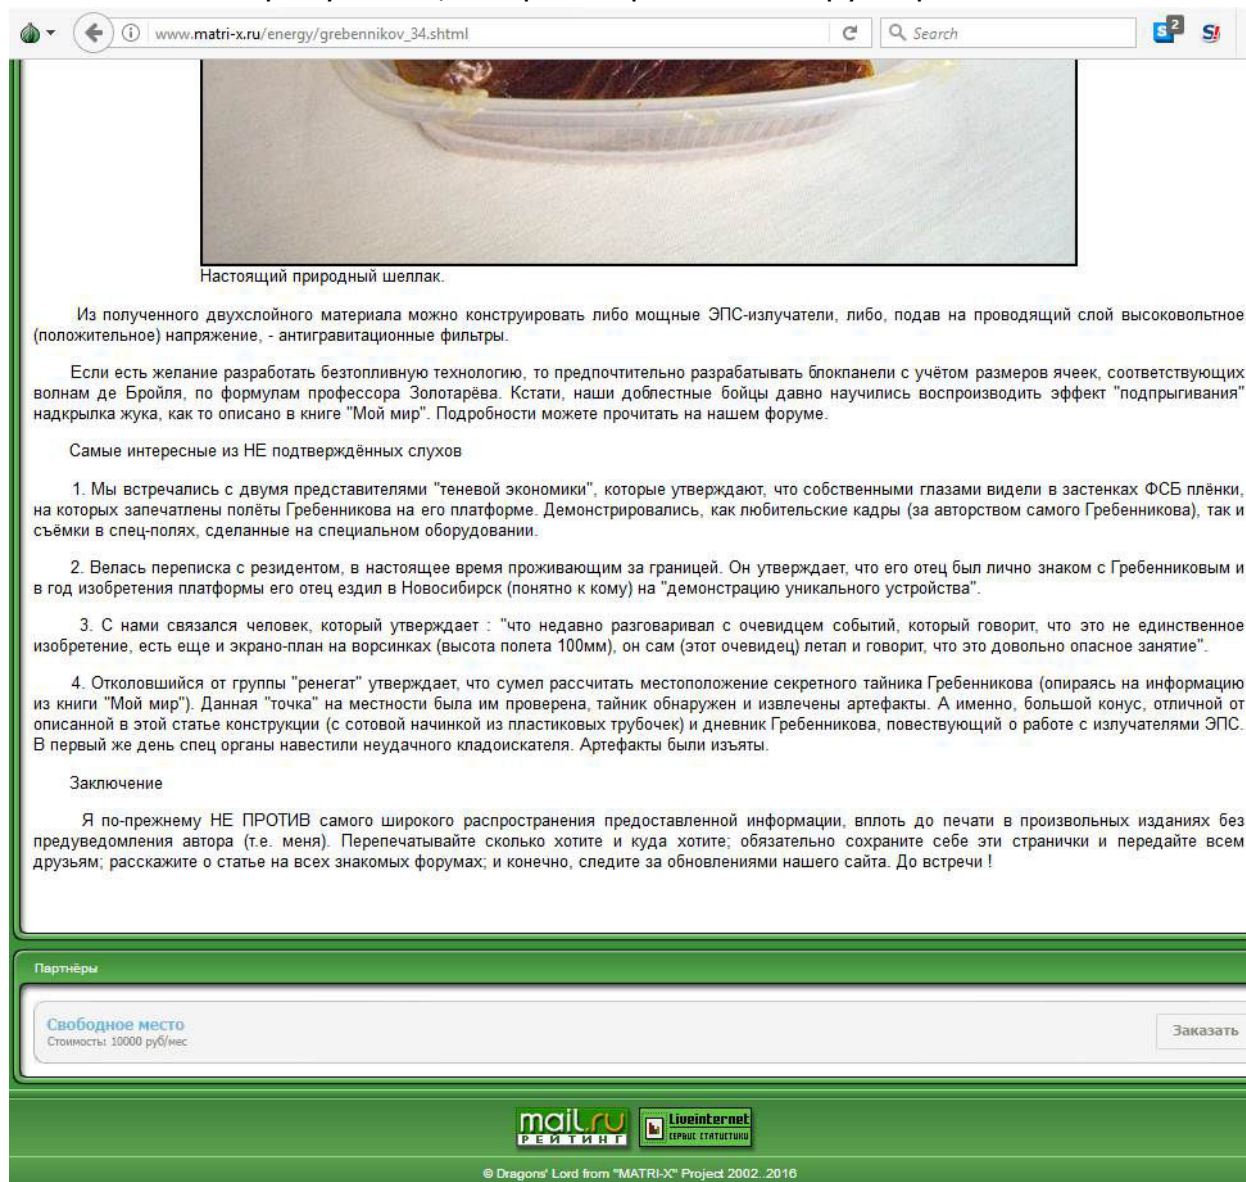 www.matri-x.ru/energy/grebennikov_34.shtml
Search
2
S
S!
Настоящий природный шеллак.
Из полученного двухслойного материала можно конструировать либо мощные ЭПС-излучатели, либо, подав на проводящий слой высоковольтное
(положительное) напряжение, - антигравитационные фильтры.
Если есть желание разработать безтопливную технологию, то предпочтительно разрабатывать блокпанели с учётом размеров ячеек, соответствующих
волнам де Бройля, по формулам профессора Золотарёва. Кстати, наши доблестные бойцы давно научились воспроизводить эффект "подпрыгивания"
надкрылка жука, как то описано в книге "Мой мир". Подробности можете прочитать на нашем форуме.
Самые интересные из НЕ подтверждённых слухов
1. Мы встречались с двумя представителями "теневой экономики", которые утверждают, что собственными глазами видели в застенках ФСБ плёнки,
на которых запечатлены полёты Гребенникова на его платформе. Демонстрировались, как любительские кадры (за авторством самого Гребенникова), так и
съёмки в спец-полях, сделанные на специальном оборудовании.
2. Велась переписка с резидентом, в настоящее время проживающим за границей. Он утверждает, что его отец был лично знаком с Гребенниковым и
в год изобретения платформы его отец ездил в Новосибирск (понятно к кому) на "демонстрацию уникального устройства".
3. С нами связался человек, который утверждает : "что недавно разговаривал с очевидцем событий, который говорит, что это не единственное
изобретение, есть еще и экрано-план на ворсинках (высота полета 100мм), он сам (этот очевидец) летал и говорит, что это довольно опасное занятие".
4. Отколовшийся от группы "ренегат" утверждает, что сумел рассчитать местоположение секретного тайника Гребенникова (опираясь на информацию
из книги "Мой мир"). Данная "точка" на местности была им проверена, тайник обнаружен и извлечены артефакты. А именно, большой конус, отличной от
описанной в этой статье конструкции (с сотовой начинкой из пластиковых трубочек) и дневник Гребенникова, повествующий о работе с излучателями ЭПС.
В первый же день спец органы навестили неудачного кладоискателя. Артефакты были изъяты.
Заключение
Я по-прежнему НЕ ПРОТИВ самого широкого распространения предоставленной информации, вплоть до печати в произвольных изданиях без
предуведомления автора (т.е. меня). Перепечатывайте сколько хотите и куда хотите; обязательно сохраните себе эти странички и передайте всем
друзьям; расскажите о статье на всех знакомых форумах; и конечно, следите за обновлениями нашего сайта. До встречи !
Партнёры
Свободное место
Стоимость: 10000 руб/мес
Заказать
mail.ru
РЕЙТИНГ
Liveinternet
СЕРВИС СТАТИСТИКИ
© Dragons' Lord from "MATRI-X" Project 2002..2016